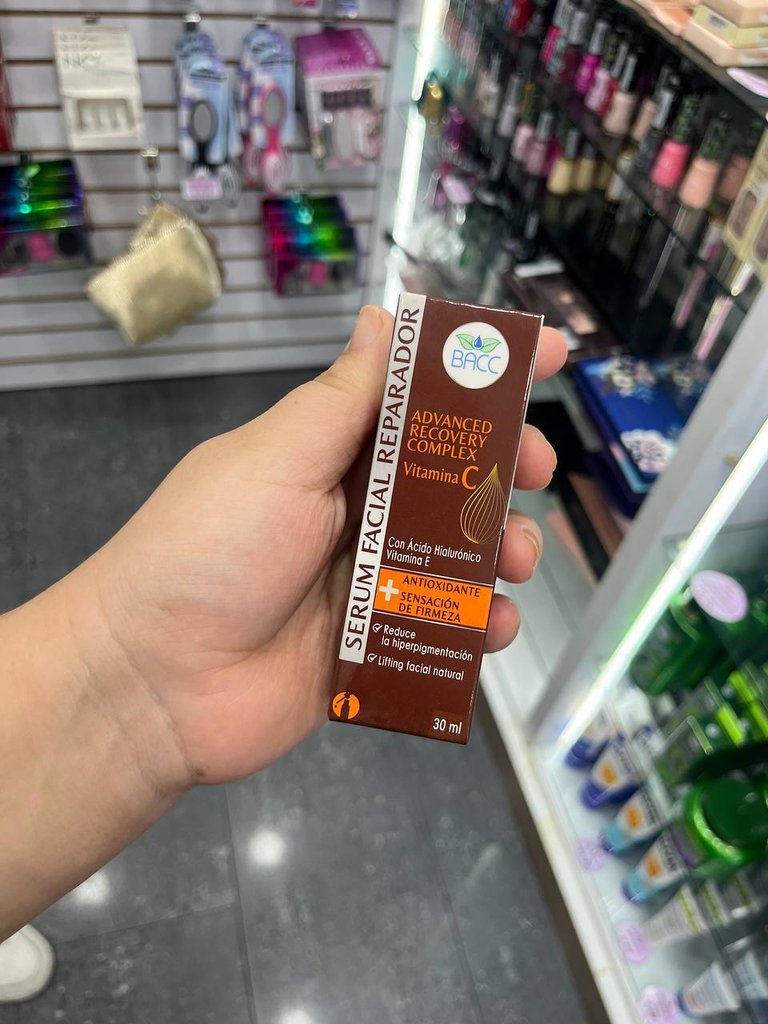 SERUM FACIAL REPARADOR
BACC
ADVANCED
RECOVERY
COMPLEX
Vitamina C
Con Ácido Hialurónico
Vitamina E
+ ANTIOXIDANTE
SENSACIÓN
DE FIRMEZA
Reduce
la hiperpigmentación
Lifting facial natural
30 ml